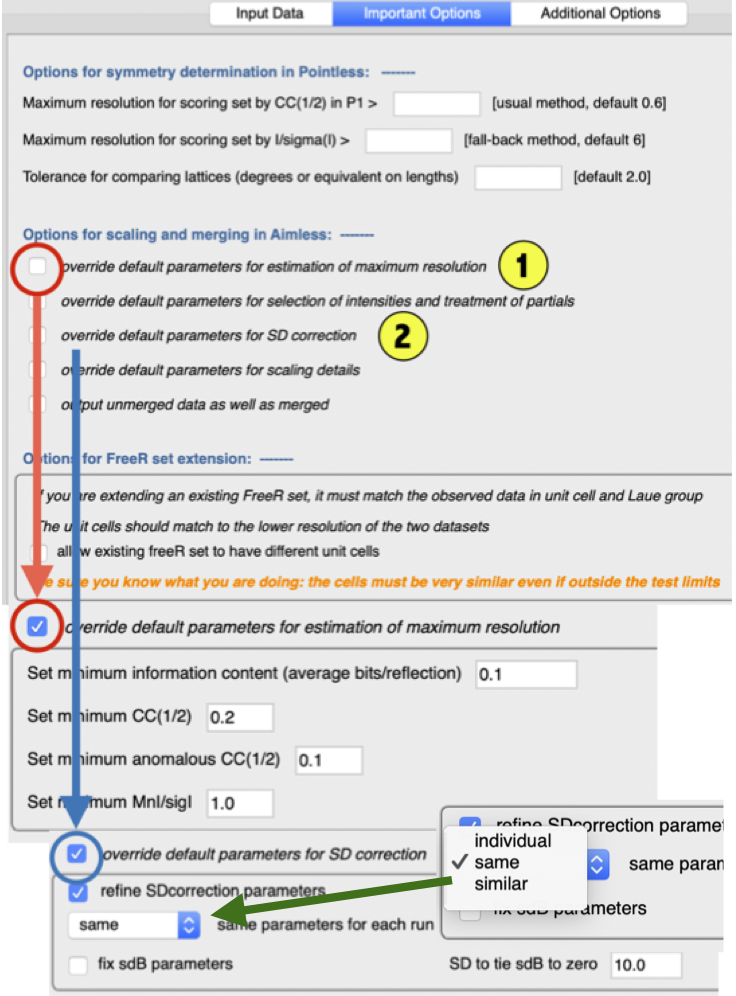 Input Data Important Options Additional Options
Options for symmetry determination in Pointless: -------
Maximum resolution for scoring set by CC(1/2) in P1 > [usual method, default 0.6]
Maximum resolution for scoring set by I/sigma(I) > [fall-back method, default 6]
Tolerance for comparing lattices (degrees or equivalent on lengths) [default 2.0]
Options for scaling and merging in Aimless: -------
override default parameters for estimation of maximum resolution 1
override default parameters for selection of intensities and treatment of partials
override default parameters for SD correction 2
override default parameters for scaling details
output unmerged data as well as merged
Options for FreeR set extension: -------
If you are extending an existing FreeR set, it must match the observed data in unit cell and Laue group
The unit cells should match to the lower resolution of the two datasets
allow existing freeR set to have different unit cells
sure you know what you are doing: the cells must be very similar even if outside the test limits
override default parameters for estimation of maximum resolution
Set minimum information content (average bits/reflection) 0.1
Set minimum CC(1/2) 0.2
Set minimum anomalous CC(1/2) 0.1
Set minimum MnI/sigI 1.0
refine SDcorrection paramet
individual
same
similar
same paran
fix sdB parameters
override default parameters for SD correction
refine SDcorrection parameters
same same parameters for each run
fix sdB parameters SD to tie sdB to zero 10.0